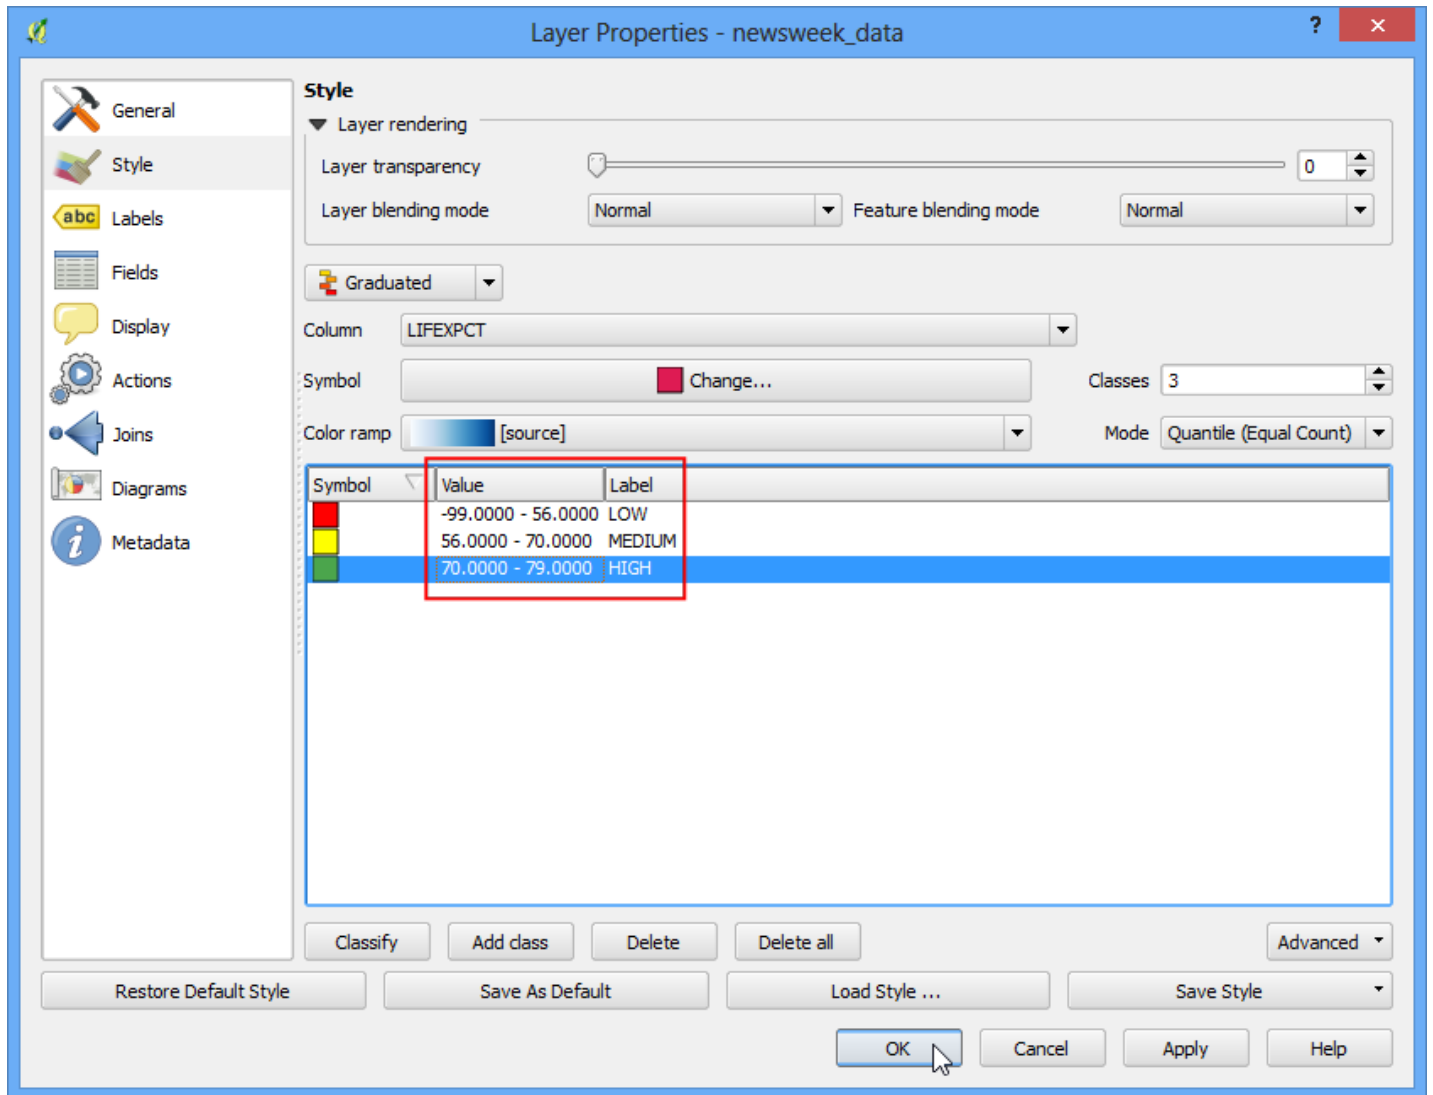 Layer Properties - newsweek_data
?
General
Style
abc Labels
Fields
Display
Actions
Joins
Diagrams
i Metadata
Style
Layer rendering
Layer transparency 0
Layer blending mode Normal Feature blending mode Normal
Graduated
Column LIFEXPCT
Symbol Change... Classes 3
Color ramp [source] Mode Quantile (Equal Count)
Symbol Value Label
-99.0000 - 56.0000 LOW
56.0000 - 70.0000 MEDIUM
70.0000 - 79.0000 HIGH
Classify Add class Delete Delete all Advanced
Restore Default Style Save As Default Load Style ... Save Style
OK Cancel Apply Help